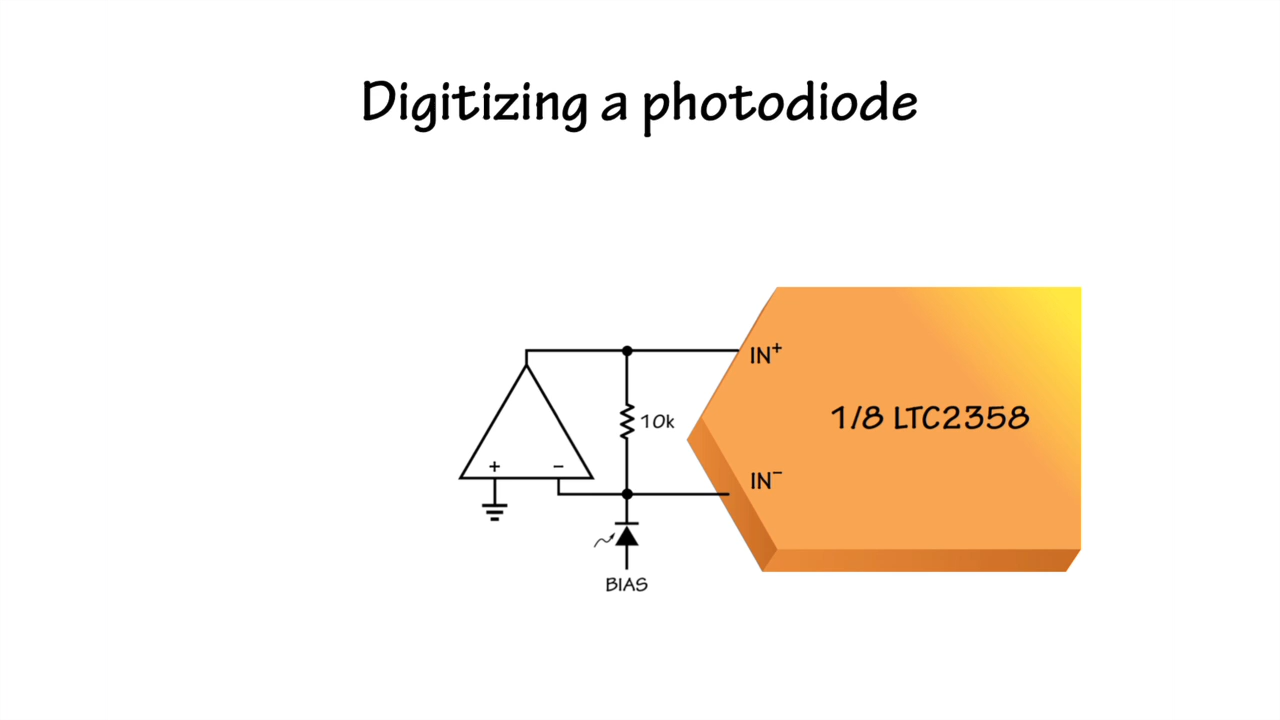 Digitizing a photodiode
IN+
10k
1/8 LTC2358
+ −
IN−
BIAS